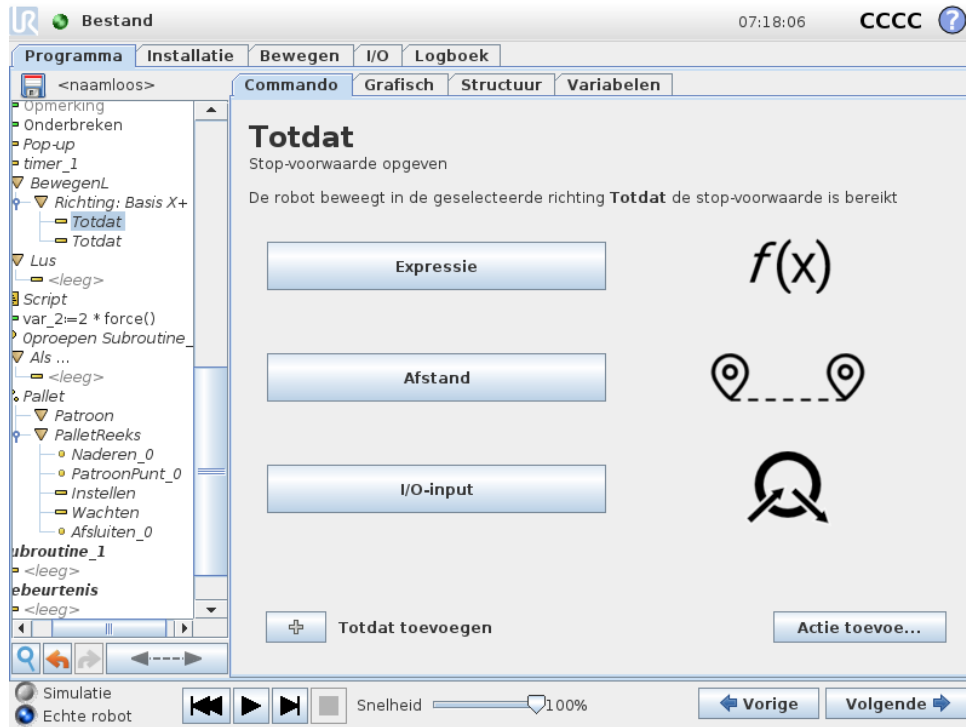 UR Bestand 07:18:06 CCCC ?
Programma Installatie Bewegen I/O Logboek
<naamloos>
Commando Grafisch Structuur Variabelen
Opmerking
Onderbreken
Pop-up
timer_1
BewegenL
Richting: Basis X+
Totdat
Totdat
Lus
<leeg>
Script
var_2:=2 * force()
Oproepen Subroutine_
Als ...
<leeg>
Pallet
Patroon
PalletReeks
Naderen_0
PatroonPunt_0
Instellen
Wachten
Afsluiten_0
ubroutine_1
<leeg>
ebeurtenis
<leeg>
Totdat
Stop-voorwaarde opgeven
De robot beweegt in de geselecteerde richting Totdat de stop-voorwaarde is bereikt
Expressie f(x)
Afstand
I/O-input
Totdat toevoegen Actie toevoe...
Simulatie
Echte robot
Snelheid 100%
Vorige Volgende